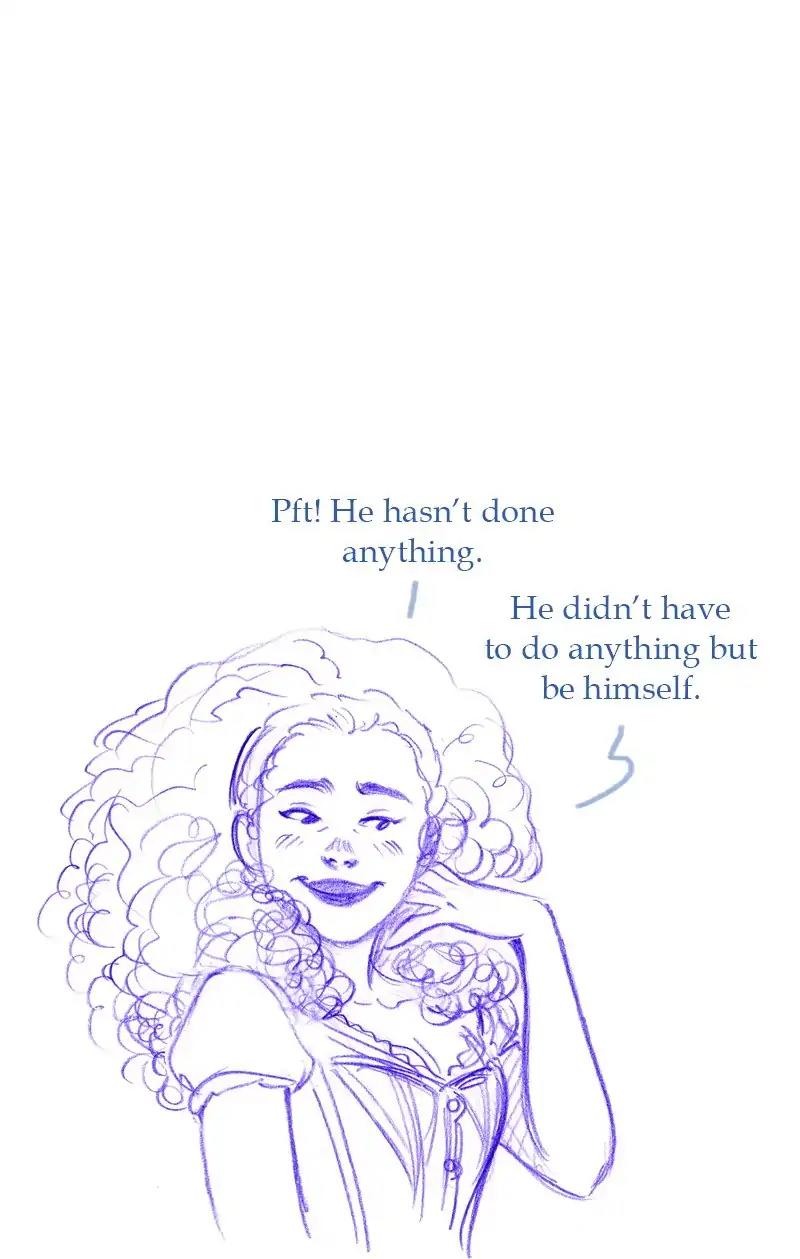 Pft! He hasn’t done
anything.
He didn’t have
to do anything but
be himself.